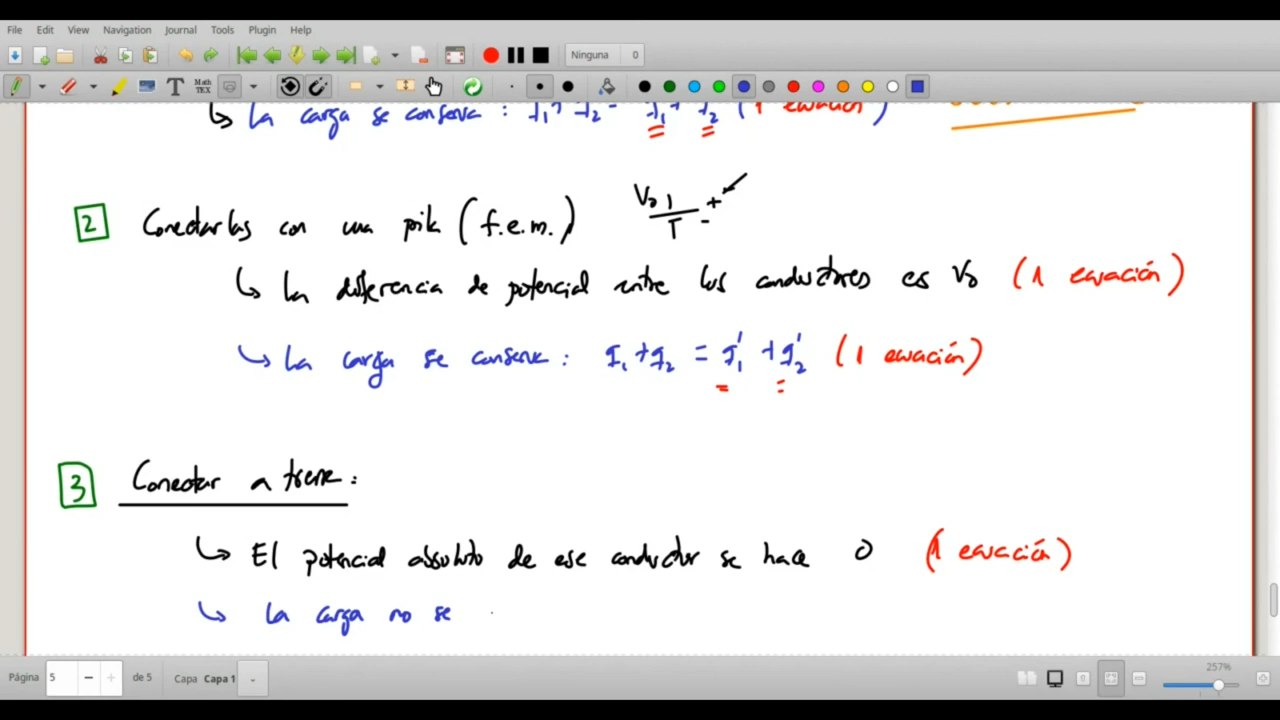 File Edit View Navigation Journal Tools Plugin Help
Ninguna 0
T Math TEX
↳ La carga se conserva : q₁+ q₂ = q₁'+ q₂' (1 ecuación)
2 Conectarlas con una pila (f.e.m.) V₀ + T -
↳ La diferencia de potencial entre los conductores es V₀ (1 ecuación)
↳ La carga se conserva : q₁ + q₂ = q₁' + q₂' (1 ecuación)
3 Conectar a tierra :
↳ El potencial absoluto de ese conductor se hace 0 (1 ecuación)
↳ La carga no se
Página 5 de 5 Capa Capa 1 257%